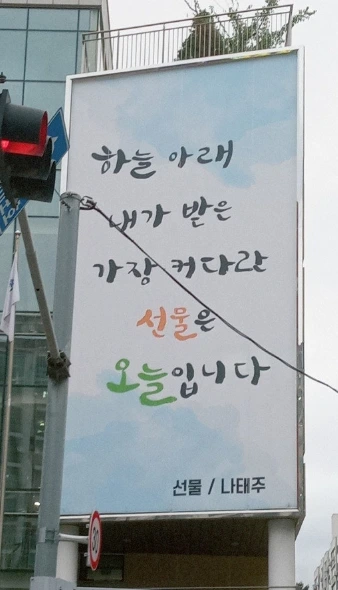 하늘 아래
내가 받은
가장 커다란
선물은
오늘입니다
선물 / 나태주
30